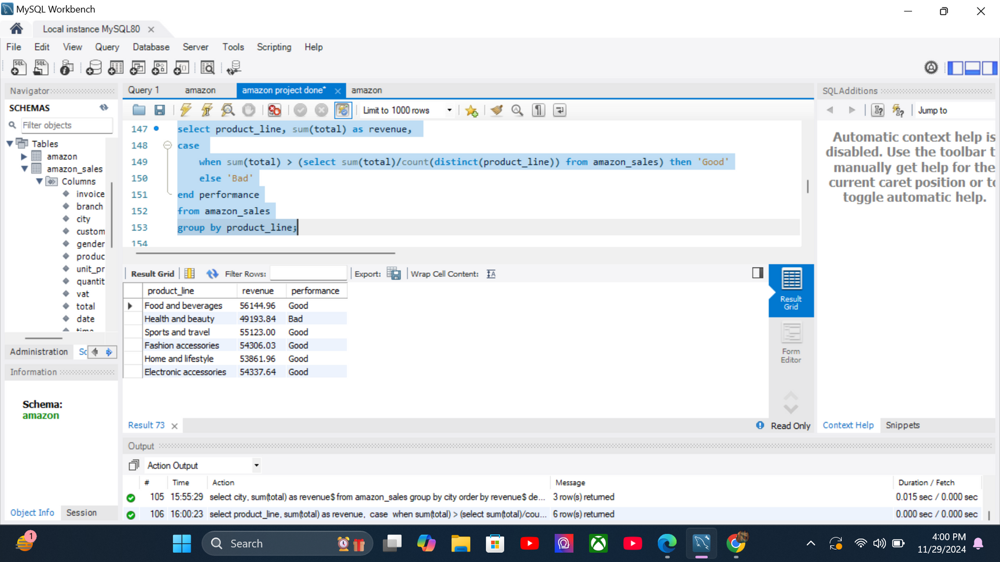 MySQL Workbench
Local instance MySQL80
File Edit View Query Database Server Tools Scripting Help
Navigator
SCHEMAS
Filter objects
Tables
amazon
amazon_sales
Columns
invoice
branch
city
custom
gender
produc
unit_pr
quantit
vat
total
date
time
Administration Sc
Information
Schema:
amazon
Object Info Session
Query 1 amazon amazon project done* amazon
Limit to 1000 rows
147 select product_line, sum(total) as revenue,
148 case
149 when sum(total) > (select sum(total)/count(distinct(product_line)) from amazon_sales) then 'Good'
150 else 'Bad'
151 end performance
152 from amazon_sales
153 group by product_line;
154
Result Grid Filter Rows: Export: Wrap Cell Content:
product_line revenue performance
Food and beverages 56144.96 Good
Health and beauty 49193.84 Bad
Sports and travel 55123.00 Good
Fashion accessories 54306.03 Good
Home and lifestyle 53861.96 Good
Electronic accessories 54337.64 Good
Result
Grid
Form
Editor
Result 73
Read Only
SQLAdditions
Jump to
Automatic context help is
disabled. Use the toolbar t
manually get help for the
current caret position or to
toggle automatic help.
Context Help Snippets
Output
Action Output
# Time Action Message Duration / Fetch
105 15:55:29 select city, sum(total) as revenue$ from amazon_sales group by city order by revenue$ de... 3 row(s) returned 0.015 sec / 0.000 sec
106 16:00:23 select product_line, sum(total) as revenue, case when sum(total) > (select sum(total)/cou... 6 row(s) returned 0.000 sec / 0.000 sec
1
Search
4:00 PM
11/29/2024